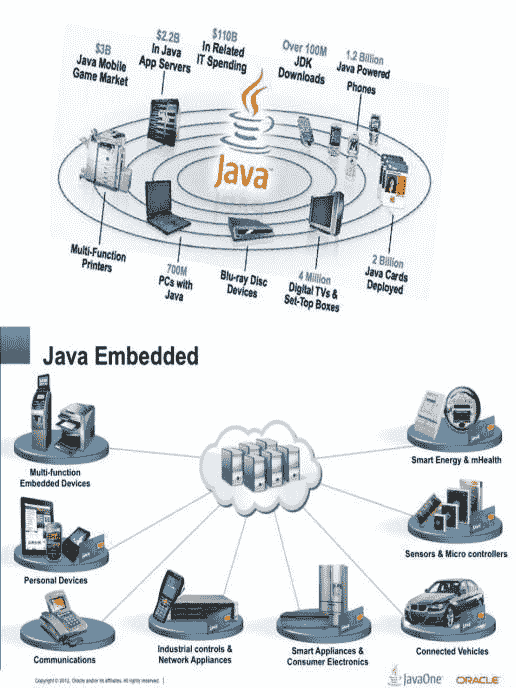 $3B
Java Mobile
Game Market
$2.2B
In Java
App Servers
$110B
In Related
IT Spending
Over 100M
JDK
Downloads
1.2 Billion
Java Powered
Phones
Java
Multi-Function
Printers
700M
PCs with
Java
Blu-ray Disc
Devices
4 Million
Digital TVs &
Set-Top Boxes
2 Billion
Java Cards
Deployed
Java Embedded
Multi-function
Embedded Devices
Smart Energy & mHealth
Personal Devices
Sensors & Micro controllers
Communications
Industrial controls &
Network Appliances
Smart Appliances &
Consumer Electronics
Connected Vehicles
Copyright © 2012, Oracle and/or its affiliates. All rights reserved.
JavaOne
ORACLE